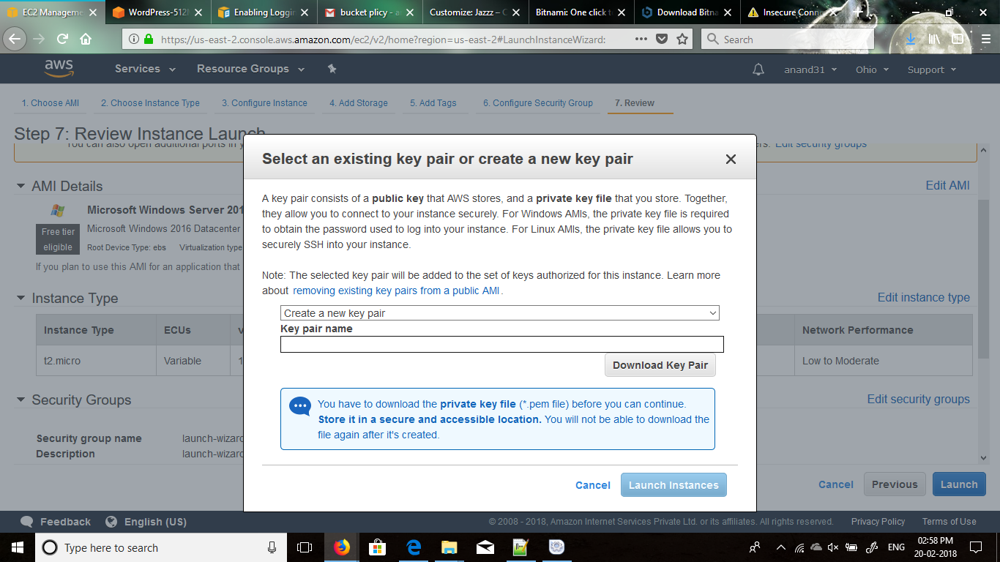 EC2 Manageme
WordPress-512M
Enabling Loggin
bucket plicy - a
Customize: Jazzz – C
Bitnami: One click t
Download Bitna
Insecure Conne
https://us-east-2.console.aws.amazon.com/ec2/v2/home?region=us-east-2#LaunchInstanceWizard:
Search
aws
Services
Resource Groups
anand31
Ohio
Support
1. Choose AMI
2. Choose Instance Type
3. Configure Instance
4. Add Storage
5. Add Tags
6. Configure Security Group
7. Review
Step 7: Review Instance Launch
You can also open additional ports in y
ers.
Edit security groups
Select an existing key pair or create a new key pair
A key pair consists of a public key that AWS stores, and a private key file that you store. Together,
they allow you to connect to your instance securely. For Windows AMIs, the private key file is required
to obtain the password used to log into your instance. For Linux AMIs, the private key file allows you to
securely SSH into your instance.
Note: The selected key pair will be added to the set of keys authorized for this instance. Learn more
about removing existing key pairs from a public AMI.
Create a new key pair
Key pair name
Download Key Pair
You have to download the private key file (*.pem file) before you can continue.
Store it in a secure and accessible location. You will not be able to download the
file again after it's created.
Cancel
Launch Instances
AMI Details
Edit AMI
Microsoft Windows Server 201
Free tier
eligible
Microsoft Windows 2016 Datacenter
Root Device Type: ebs
Virtualization type
If you plan to use this AMI for an application that
Instance Type
Edit instance type
Instance Type
ECUs
v
Network Performance
t2.micro
Variable
1
Low to Moderate
Security Groups
Edit security groups
Security group name
launch-wizard
Description
launch-wizard
Cancel
Previous
Launch
Feedback
English (US)
© 2008 - 2018, Amazon Internet Services Private Ltd. or its affiliates. All rights reserved.
Privacy Policy
Terms of Use
Type here to search
ENG
02:58 PM
20-02-2018